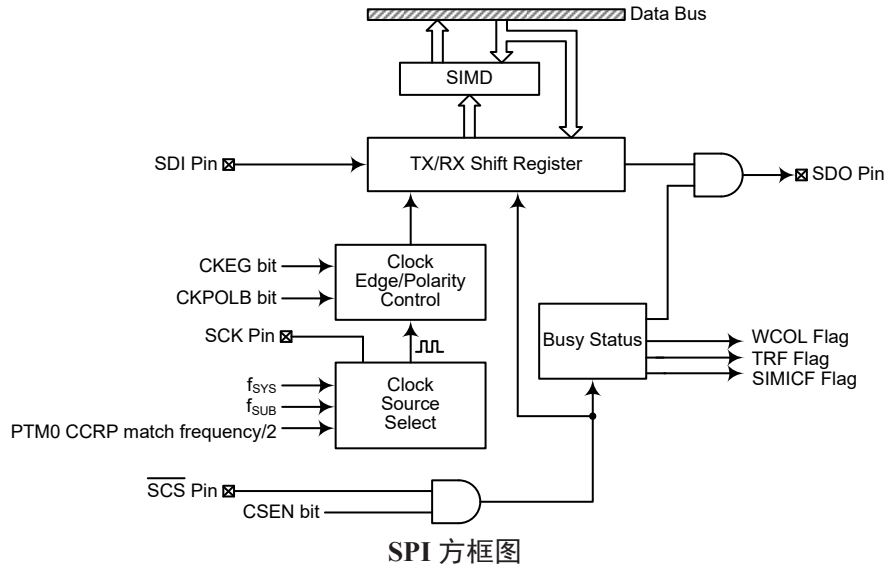 Data Bus
SIMD
SDI Pin
TX/RX Shift Register
SDO Pin
CKEG bit
CKPOLB bit
Clock
Edge/Polarity
Control
SCK Pin
Busy Status
WCOL Flag
TRF Flag
SIMICF Flag
fSYS
fSUB
PTM0 CCRP match frequency/2
Clock
Source
Select
SCS Pin
CSEN bit
SPI 方框图